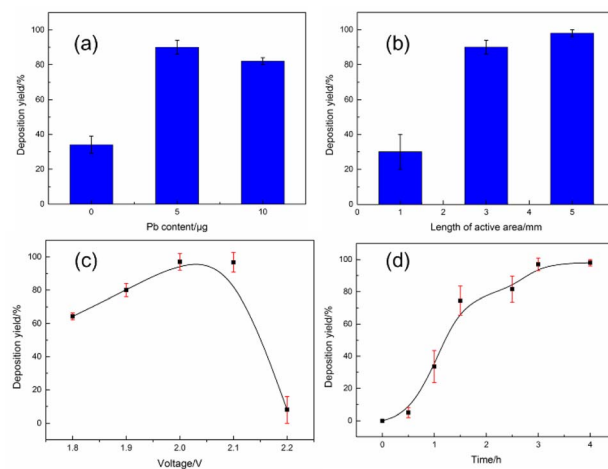 (a)
Deposition yield/%
100
80
60
40
20
0
0 5 10
Pb content/μg
(b)
Deposition yield/%
100
80
60
40
20
0
0 1 2 3 4 5
Length of active area/mm
(c)
Deposition yield/%
100
80
60
40
20
0
1.8 1.9 2.0 2.1 2.2
Voltage/V
(d)
Deposition yield/%
100
80
60
40
20
0
0 1 2 3 4
Time/h